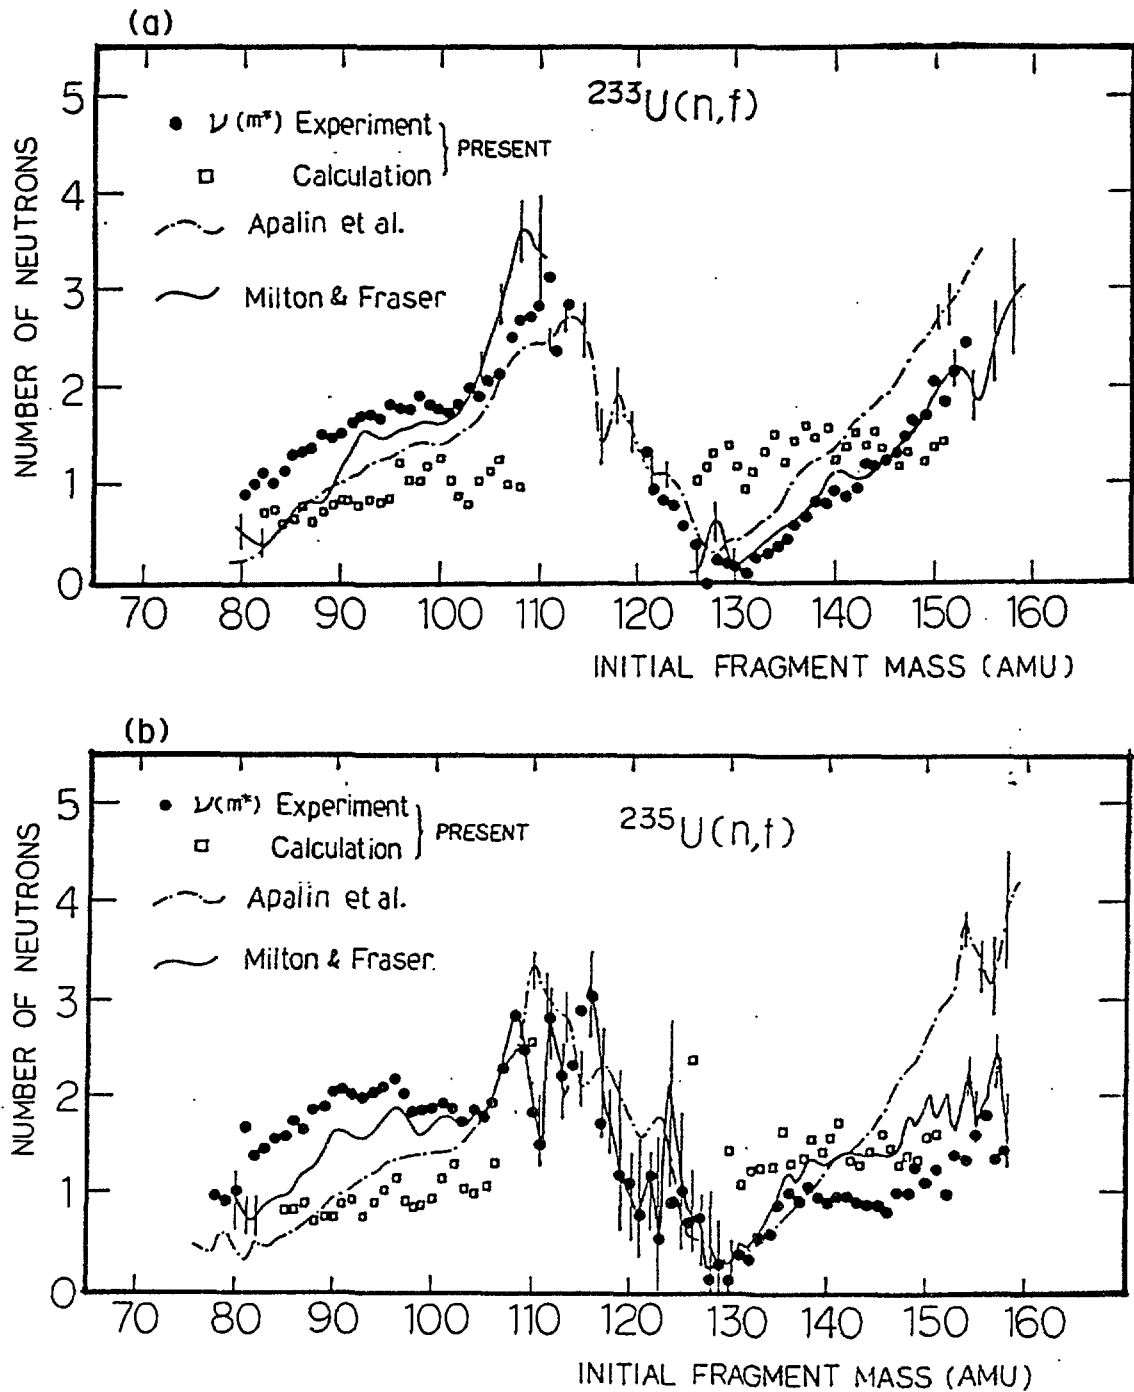 (a)
233U(n,f)
5
4
3
2
1
0
NUMBER OF NEUTRONS
ν(m*) Experiment
Calculation
PRESENT
Apalin et al.
Milton & Fraser
70 80 90 100 110 120 130 140 150 160
INITIAL FRAGMENT MASS (AMU)
(b)
235U(n,f)
5
4
3
2
1
0
NUMBER OF NEUTRONS
ν(m*) Experiment
Calculation
PRESENT
Apalin et al.
Milton & Fraser
70 80 90 100 110 120 130 140 150 160
INITIAL FRAGMENT MASS (AMU)